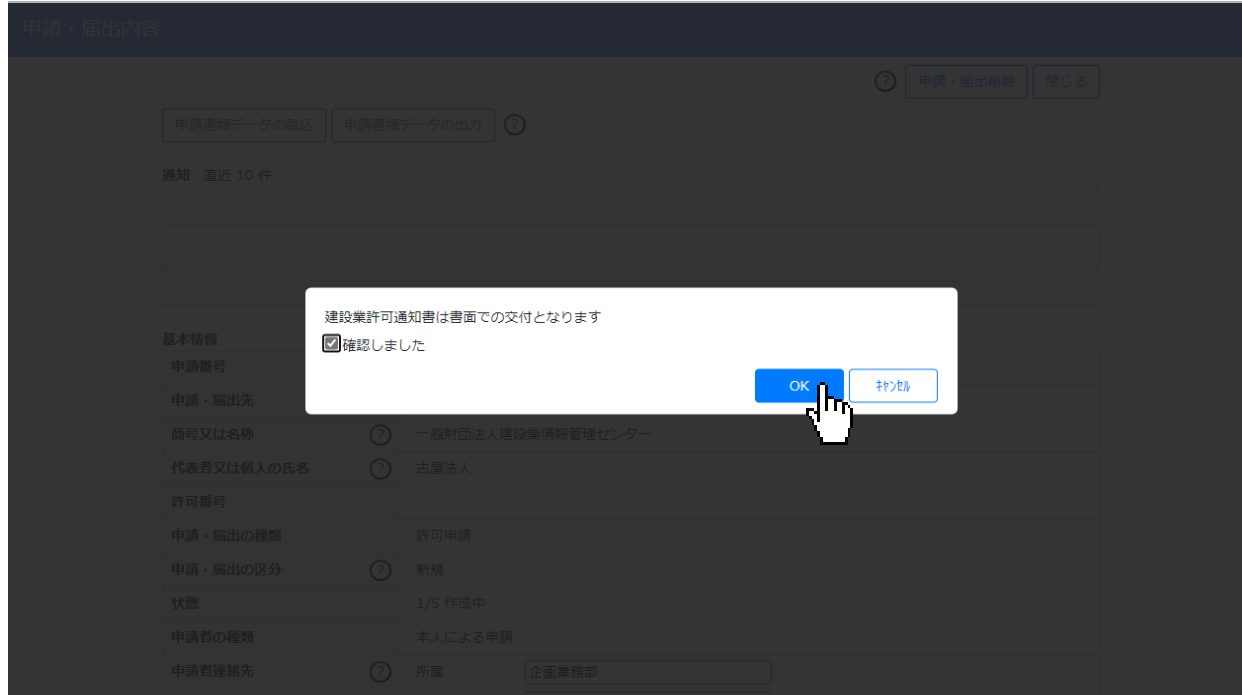 申請・届出内容
? 申請・届出削除 閉じる
申請書類データの取込 申請書類データの出力 ?
通知 直近 10 件
建設業許可通知書は書面での交付となります
確認しました
OK ｷｬﾝｾﾙ
基本情報
申請番号
申請・届出先
商号又は名称 ? 一般財団法人建設業情報管理センター
代表者又は個人の氏名 ? 古屋法人
許可番号
申請・届出の種類 許可申請
申請・届出の区分 ? 新規
状態 1/5 作成中
申請者の種類 本人による申請
申請者連絡先 ? 所属 企画業務部